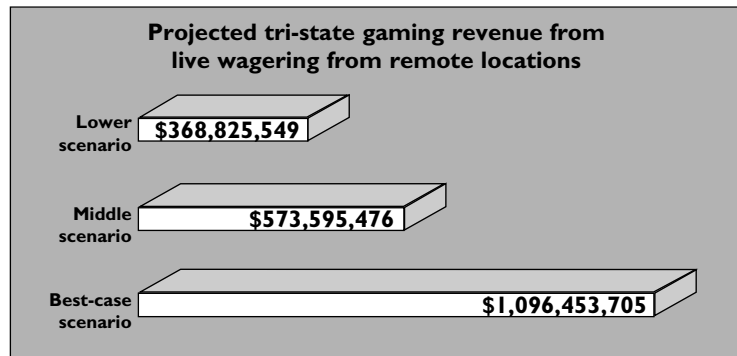 Projected tri-state gaming revenue from
live wagering from remote locations
Lower
scenario
$368,825,549
Middle
scenario
$573,595,476
Best-case
scenario
$1,096,453,705